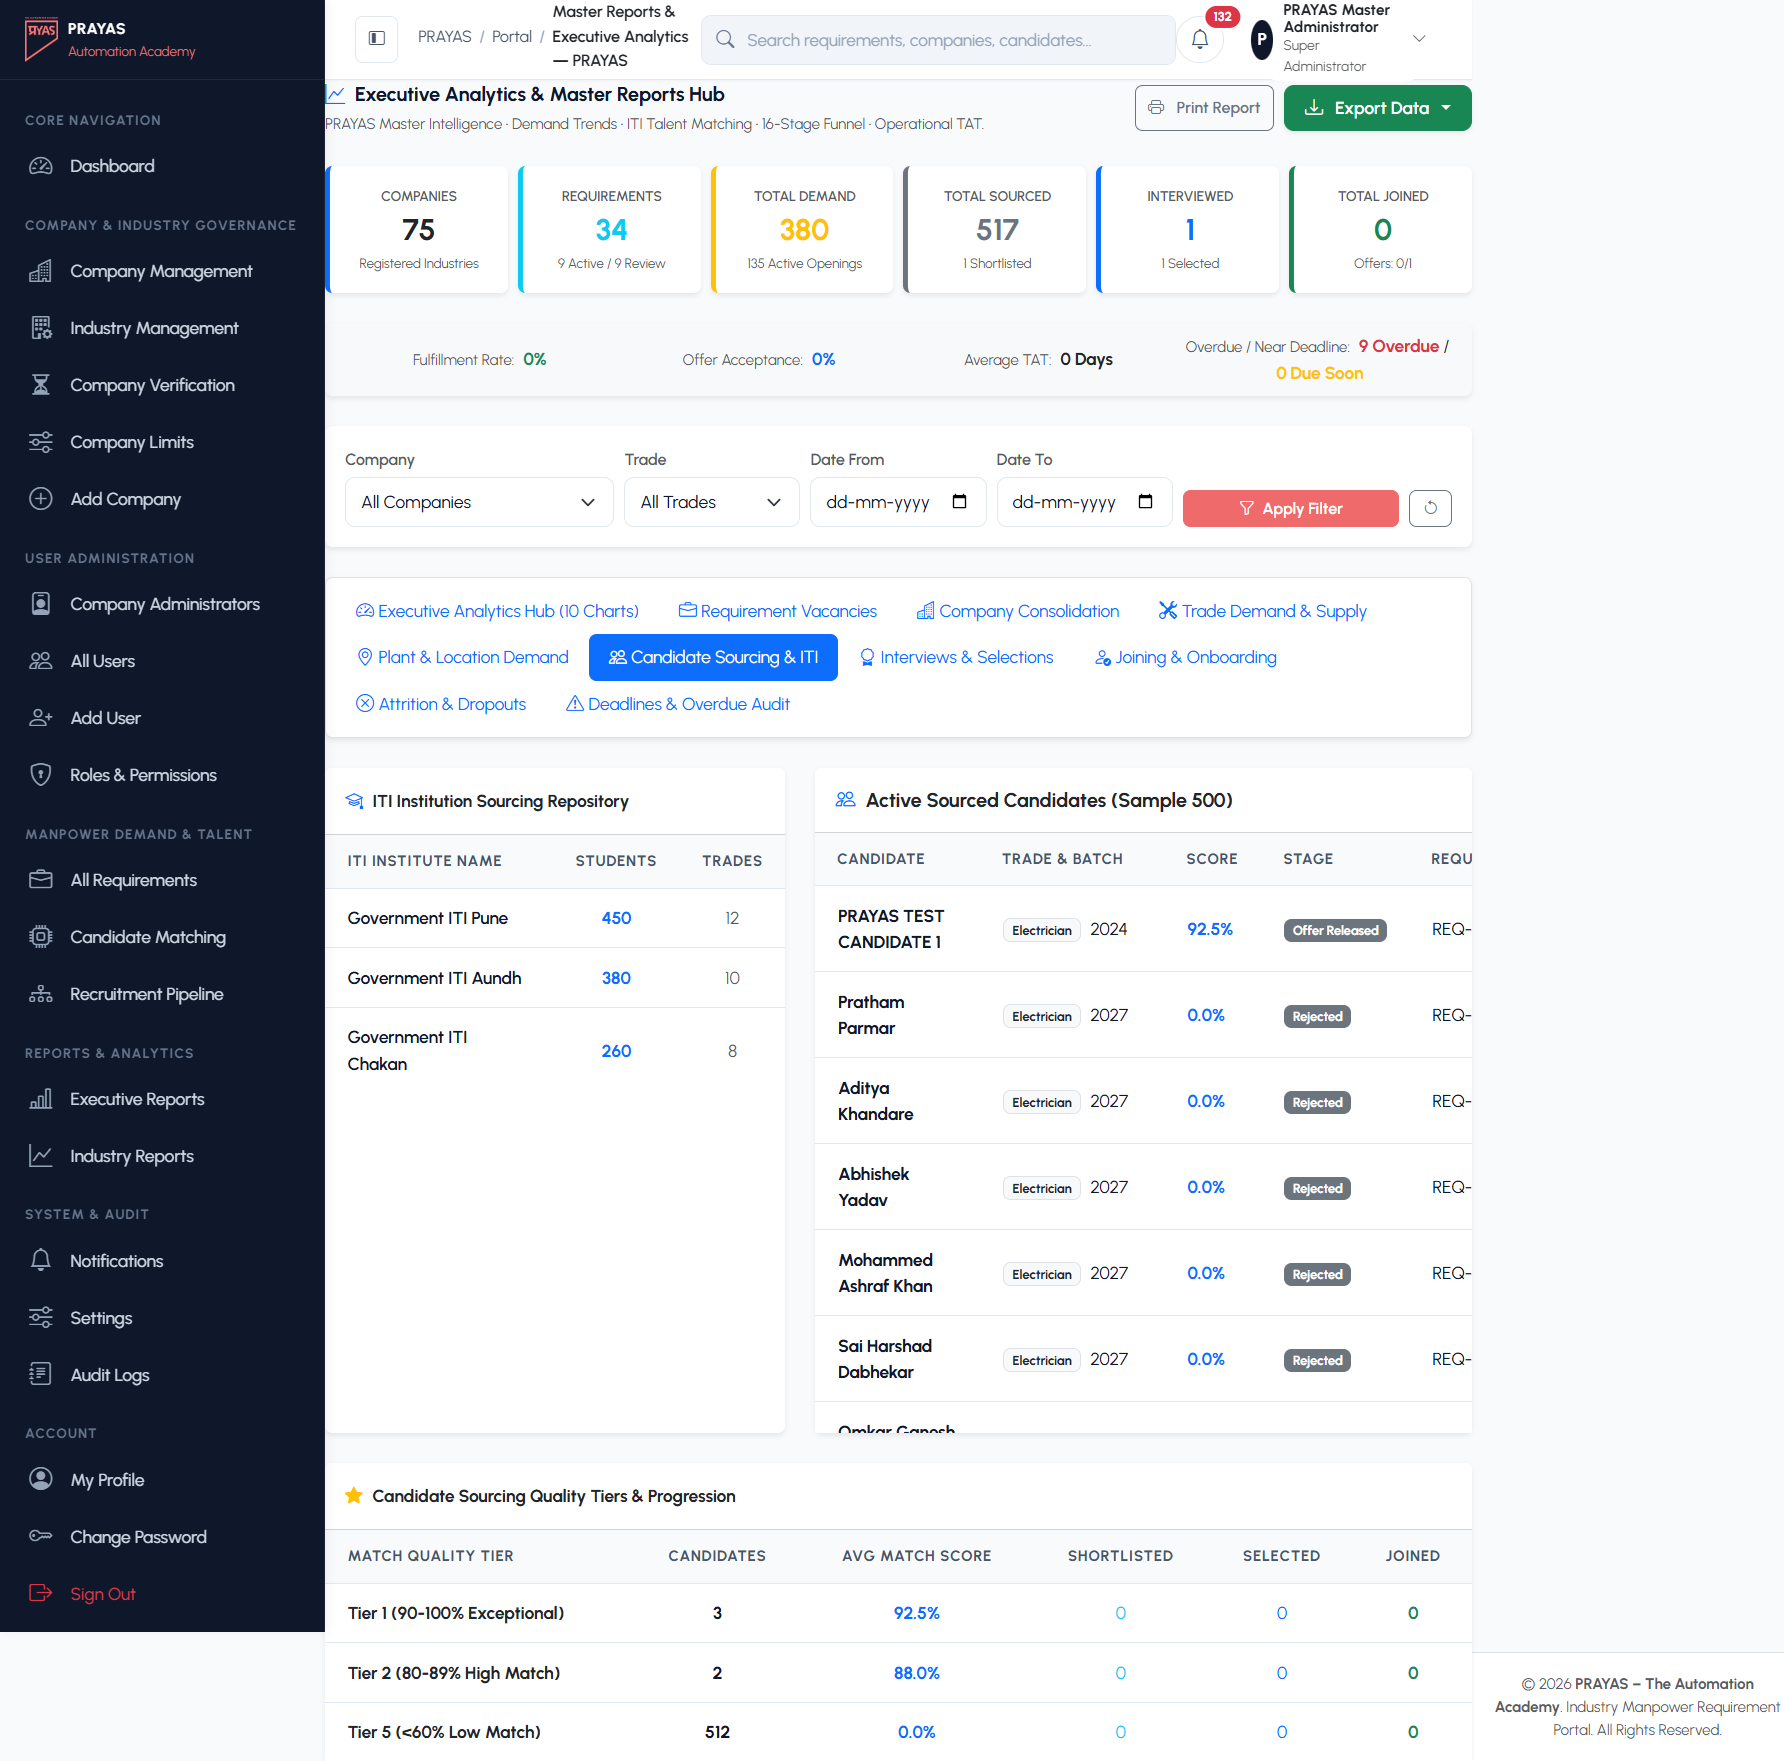 PRAYAS
Automation Academy
CORE NAVIGATION
Dashboard
COMPANY & INDUSTRY GOVERNANCE
Company Management
Industry Management
Company Verification
Company Limits
Add Company
USER ADMINISTRATION
Company Administrators
All Users
Add User
Roles & Permissions
MANPOWER DEMAND & TALENT
All Requirements
Candidate Matching
Recruitment Pipeline
REPORTS & ANALYTICS
Executive Reports
Industry Reports
SYSTEM & AUDIT
Notifications
Settings
Audit Logs
ACCOUNT
My Profile
Change Password
Sign Out
PRAYAS / Portal / Master Reports &
Executive Analytics
— PRAYAS
Search requirements, companies, candidates...
132
P
PRAYAS Master
Administrator
Super
Administrator
Executive Analytics & Master Reports Hub
PRAYAS Master Intelligence · Demand Trends · ITI Talent Matching · 16-Stage Funnel · Operational TAT.
Print Report
Export Data
COMPANIES
75
Registered Industries
REQUIREMENTS
34
9 Active / 9 Review
TOTAL DEMAND
380
135 Active Openings
TOTAL SOURCED
517
1 Shortlisted
INTERVIEWED
1
1 Selected
TOTAL JOINED
0
Offers: 0/1
Fulfillment Rate: 0%
Offer Acceptance: 0%
Average TAT: 0 Days
Overdue / Near Deadline: 9 Overdue /
0 Due Soon
Company
All Companies
Trade
All Trades
Date From
dd-mm-yyyy
Date To
dd-mm-yyyy
Apply Filter
Executive Analytics Hub (10 Charts) Requirement Vacancies Company Consolidation Trade Demand & Supply
Plant & Location Demand Candidate Sourcing & ITI Interviews & Selections Joining & Onboarding
Attrition & Dropouts Deadlines & Overdue Audit
ITI Institution Sourcing Repository
ITI INSTITUTE NAME STUDENTS TRADES
Government ITI Pune 450 12
Government ITI Aundh 380 10
Government ITI
Chakan 260 8
Active Sourced Candidates (Sample 500)
CANDIDATE TRADE & BATCH SCORE STAGE REQU
PRAYAS TEST
CANDIDATE 1 Electrician 2024 92.5% Offer Released REQ-
Pratham
Parmar Electrician 2027 0.0% Rejected REQ-
Aditya
Khandare Electrician 2027 0.0% Rejected REQ-
Abhishek
Yadav Electrician 2027 0.0% Rejected REQ-
Mohammed
Ashraf Khan Electrician 2027 0.0% Rejected REQ-
Sai Harshad
Dabhekar Electrician 2027 0.0% Rejected REQ-
Omkar Ganesh
Candidate Sourcing Quality Tiers & Progression
MATCH QUALITY TIER CANDIDATES AVG MATCH SCORE SHORTLISTED SELECTED JOINED
Tier 1 (90-100% Exceptional) 3 92.5% 0 0 0
Tier 2 (80-89% High Match) 2 88.0% 0 0 0
Tier 5 (<60% Low Match) 512 0.0% 0 0 0
© 2026 PRAYAS – The Automation
Academy. Industry Manpower Requirement
Portal. All Rights Reserved.